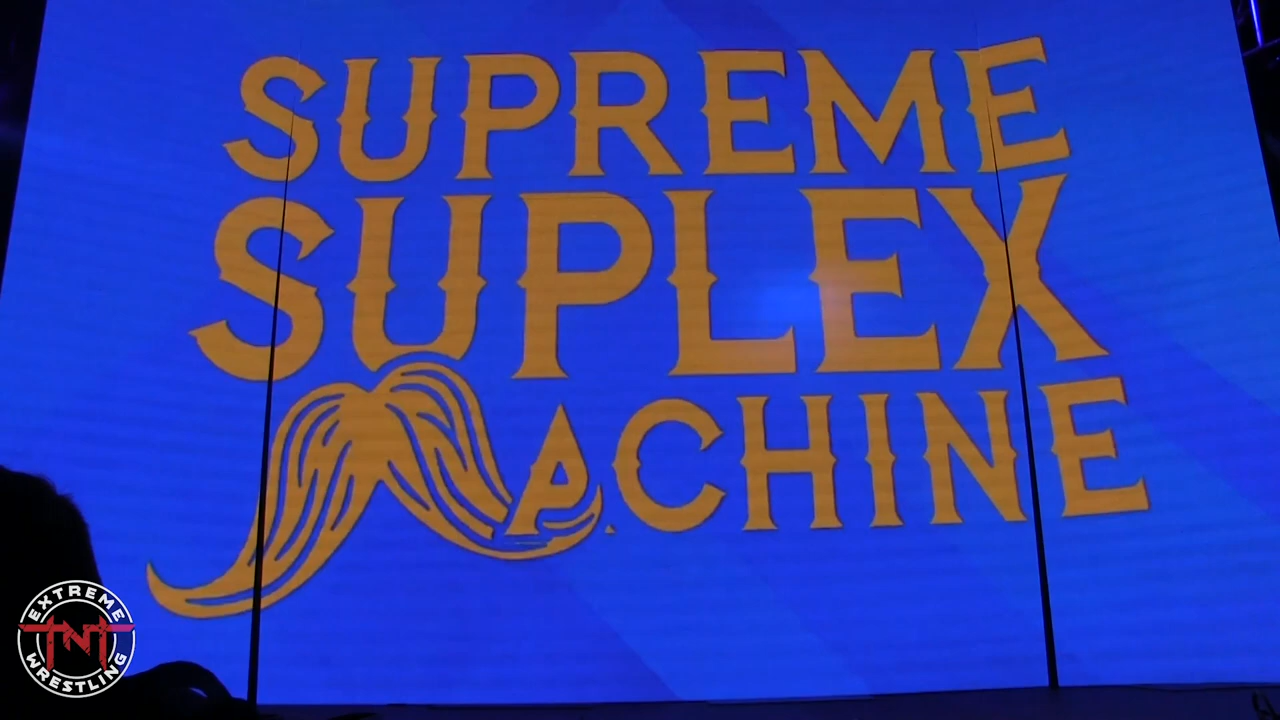 SUPREME
SUPLEX
MACHINE
EXTREME
TNT
WRESTLING